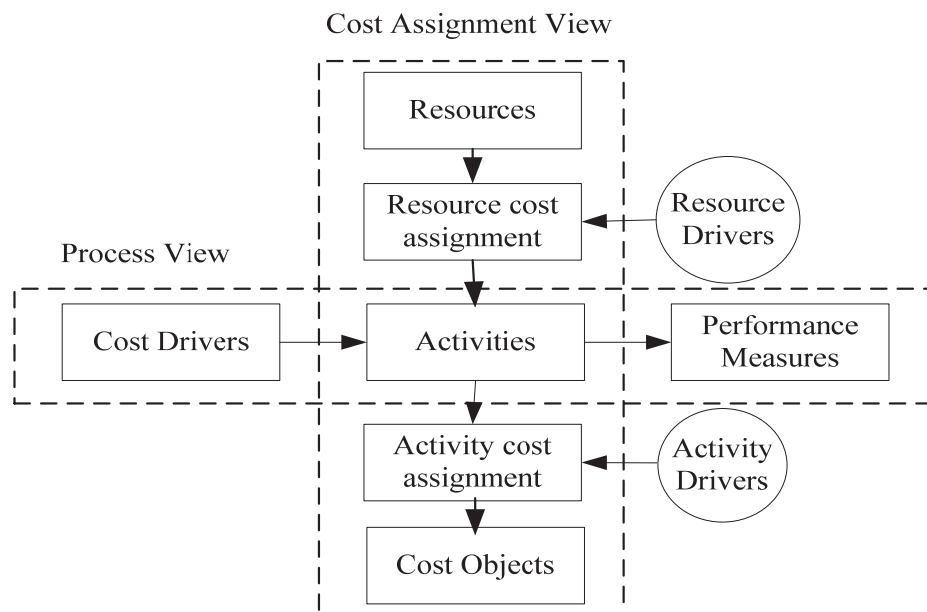 Cost Assignment View
Resources
Resource cost
assignment
Resource
Drivers
Process View
Cost Drivers
Activities
Performance
Measures
Activity cost
assignment
Activity
Drivers
Cost Objects